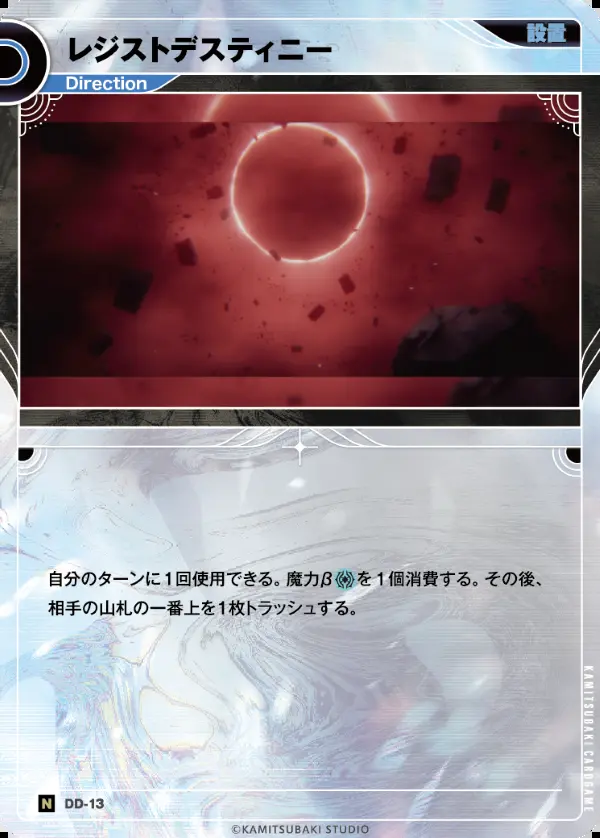 設置
レジストデスティニー
Direction
自分のターンに1回使用できる。魔力βを1個消費する。その後、
相手の山札の一番上を1枚トラッシュする。
KAMITSUBAKI CARDGAME
N DD-13
©KAMITSUBAKI STUDIO